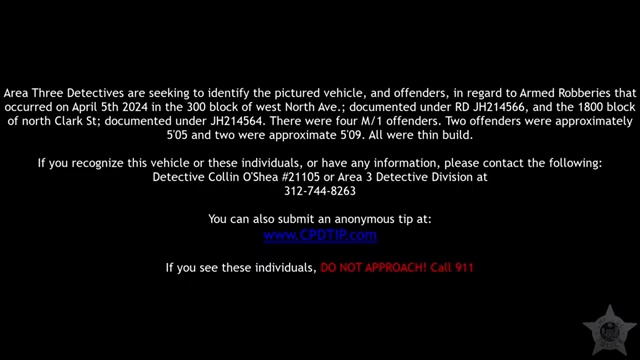 Area Three Detectives are seeking to identify the pictured vehicle, and offenders, in regard to Armed Robberies that
occurred on April 5th 2024 in the 300 block of west North Ave.; documented under RD JH214566, and the 1800 block
of north Clark St; documented under JH214564. There were four M/1 offenders. Two offenders were approximately
5'05 and two were approximate 5'09. All were thin build.
If you recognize this vehicle or these individuals, or have any information, please contact the following:
Detective Collin O'Shea #21105 or Area 3 Detective Division at
312-744-8263
You can also submit an anonymous tip at:
www.CPDTIP.com
If you see these individuals, DO NOT APPROACH! Call 911